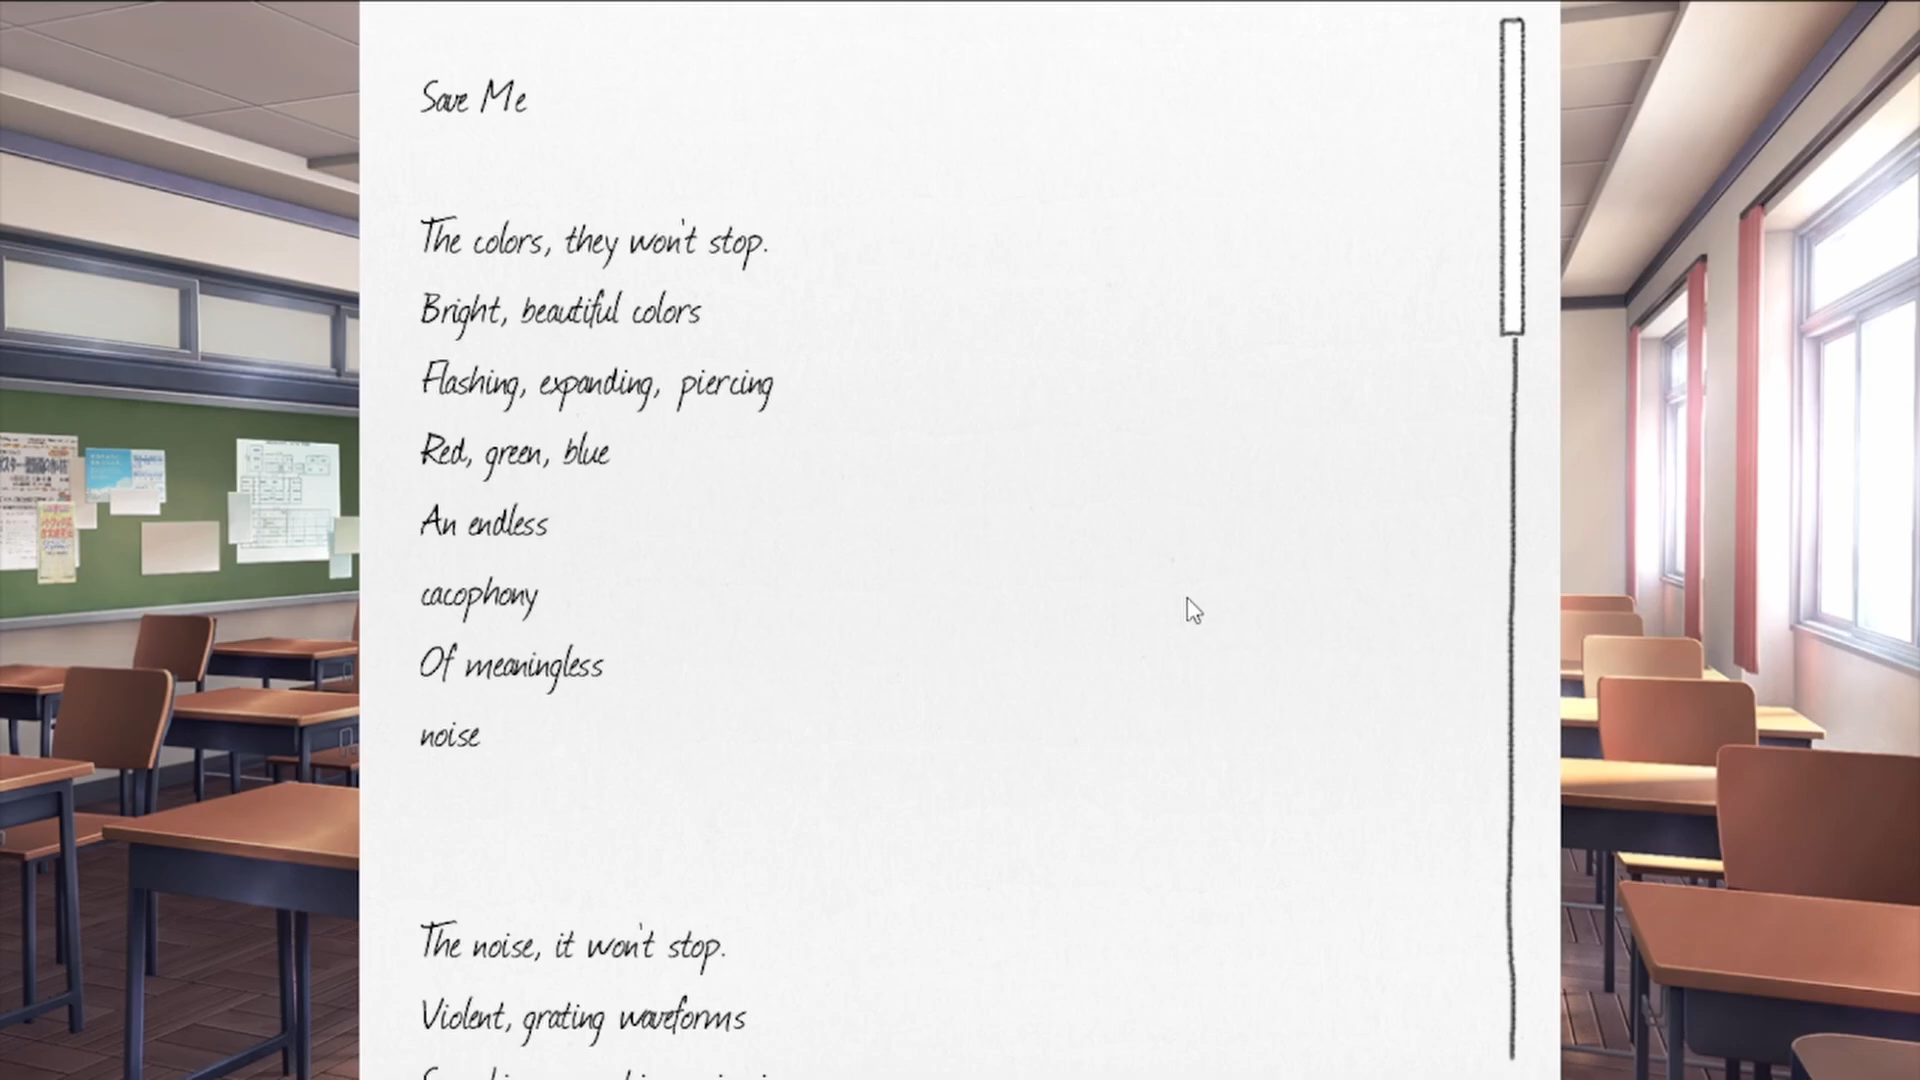 Save Me
The colors, they won't stop.
Bright, beautiful colors
Flashing, expanding, piercing
Red, green, blue
An endless
cacophony
Of meaningless
noise
The noise, it won't stop.
Violent, grating waveforms